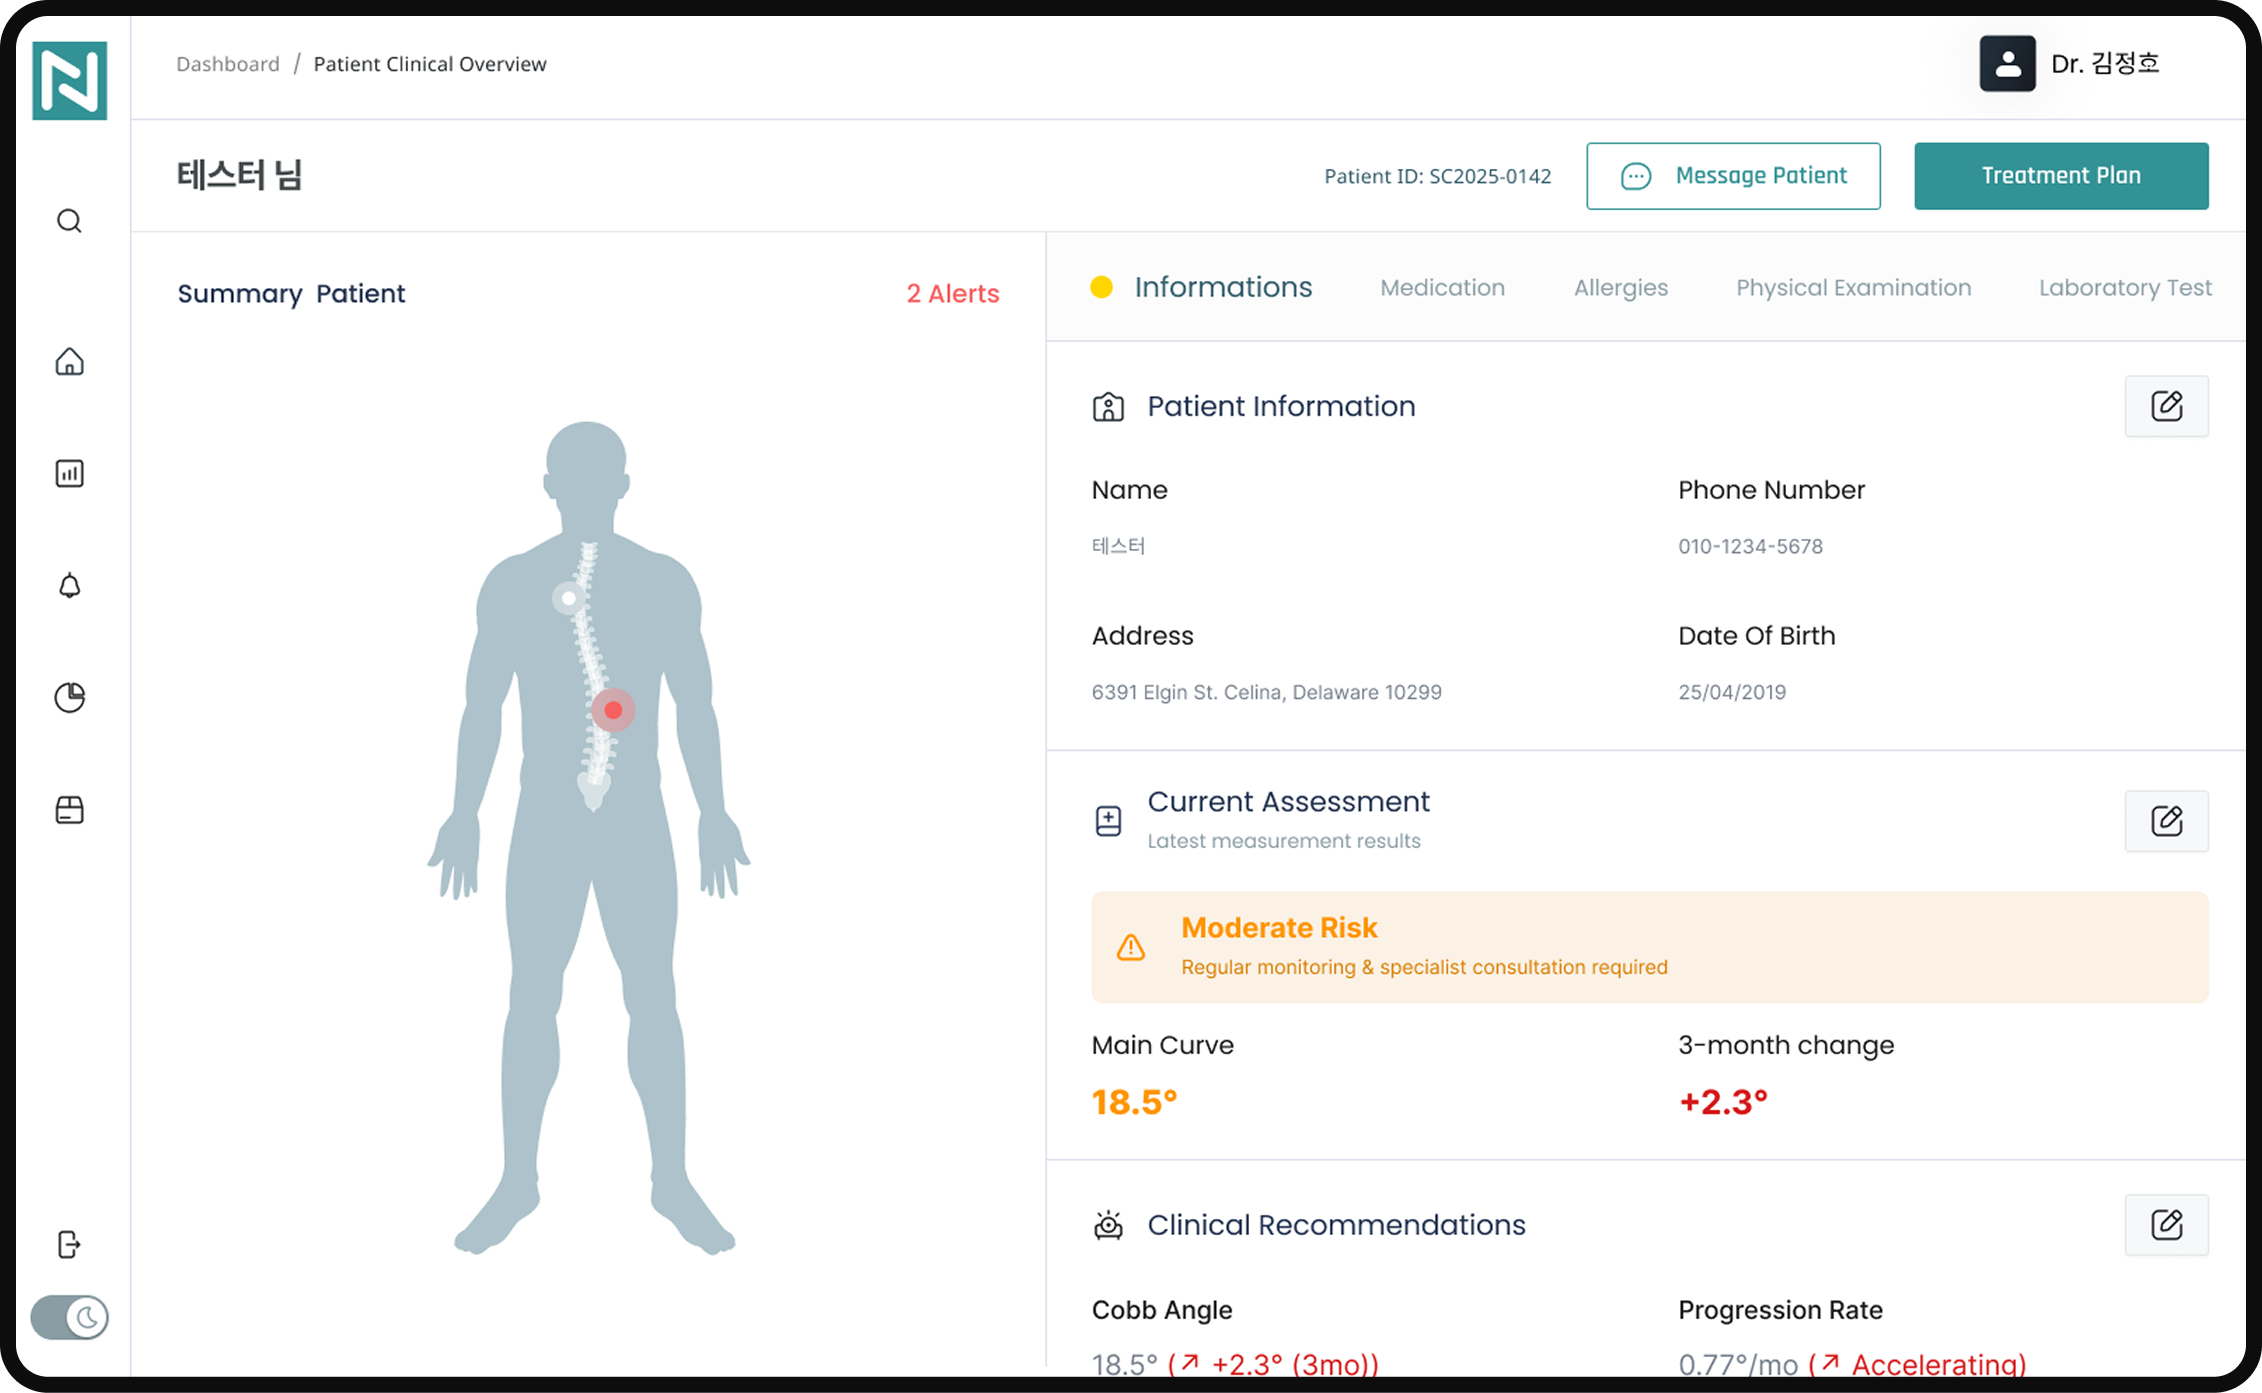 Dashboard / Patient Clinical Overview
Dr. 김정호
테스터 님
Patient ID: SC2025-0142
Message Patient
Treatment Plan
Summary Patient
2 Alerts
Informations
Medication
Allergies
Physical Examination
Laboratory Test
Patient Information
Name
Phone Number
테스터
010-1234-5678
Address
Date Of Birth
6391 Elgin St. Celina, Delaware 10299
25/04/2019
Current Assessment
Latest measurement results
Moderate Risk
Regular monitoring & specialist consultation required
Main Curve
3-month change
18.5°
+2.3°
Clinical Recommendations
Cobb Angle
Progression Rate
18.5° (↗ +2.3° (3mo))
0.77°/mo (↗ Accelerating)